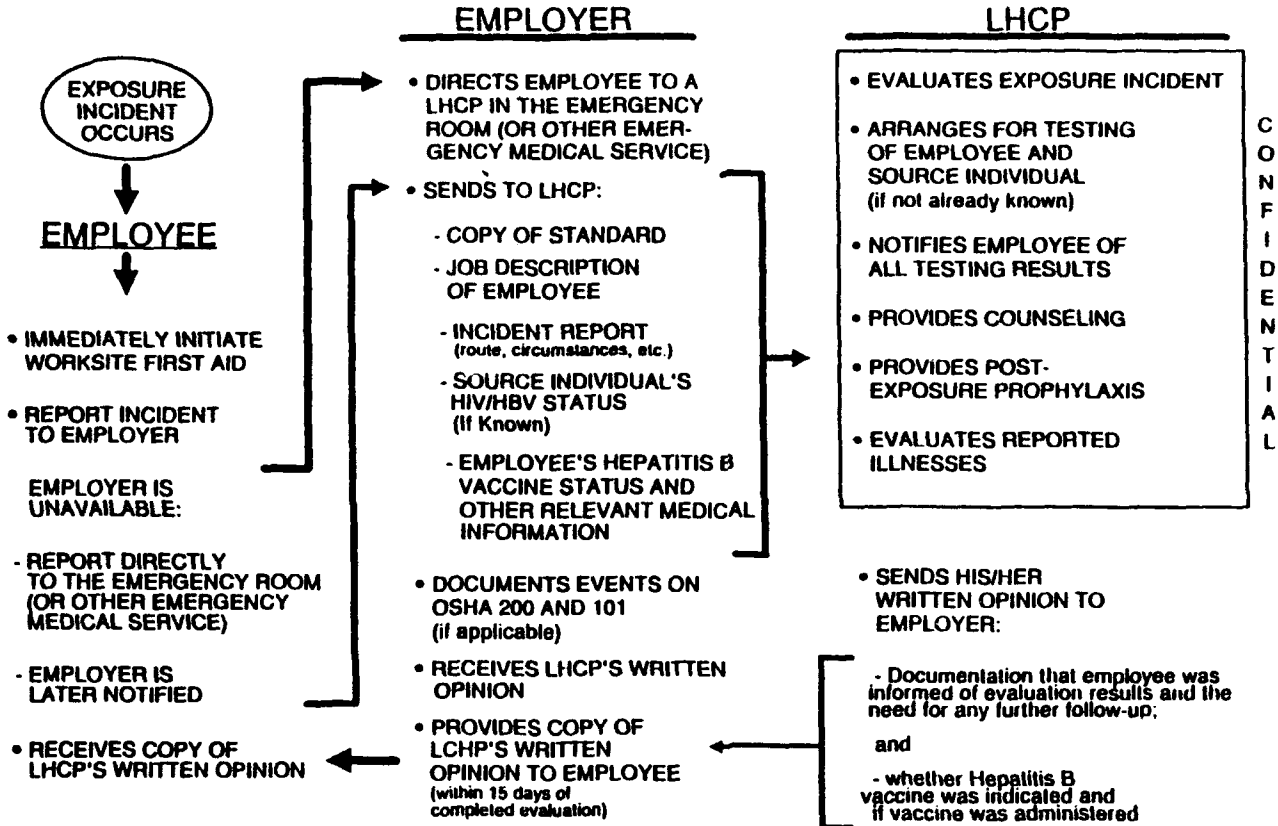 EXPOSURE
INCIDENT
OCCURS
EMPLOYEE
• IMMEDIATELY INITIATE
WORKSITE FIRST AID
• REPORT INCIDENT
TO EMPLOYER
EMPLOYER IS
UNAVAILABLE:
- REPORT DIRECTLY
TO THE EMERGENCY ROOM
(OR OTHER EMERGENCY
MEDICAL SERVICE)
- EMPLOYER IS
LATER NOTIFIED
• RECEIVES COPY OF
LHCP'S WRITTEN OPINION
EMPLOYER
• DIRECTS EMPLOYEE TO A
LHCP IN THE EMERGENCY
ROOM (OR OTHER EMER-
GENCY MEDICAL SERVICE)
• SENDS TO LHCP:
- COPY OF STANDARD
- JOB DESCRIPTION
OF EMPLOYEE
- INCIDENT REPORT
(route, circumstances, etc.)
- SOURCE INDIVIDUAL'S
HIV/HBV STATUS
(If Known)
- EMPLOYEE'S HEPATITIS B
VACCINE STATUS AND
OTHER RELEVANT MEDICAL
INFORMATION
• DOCUMENTS EVENTS ON
OSHA 200 AND 101
(if applicable)
• RECEIVES LHCP'S WRITTEN
OPINION
• PROVIDES COPY OF
LCHP'S WRITTEN
OPINION TO EMPLOYEE
(within 15 days of
completed evaluation)
LHCP
• EVALUATES EXPOSURE INCIDENT
• ARRANGES FOR TESTING
OF EMPLOYEE AND
SOURCE INDIVIDUAL
(if not already known)
• NOTIFIES EMPLOYEE OF
ALL TESTING RESULTS
• PROVIDES COUNSELING
• PROVIDES POST-
EXPOSURE PROPHYLAXIS
• EVALUATES REPORTED
ILLNESSES
CONFIDENTIAL
• SENDS HIS/HER
WRITTEN OPINION TO
EMPLOYER:
- Documentation that employee was
informed of evaluation results and the
need for any further follow-up;
and
- whether Hepatitis B
vaccine was indicated and
if vaccine was administered